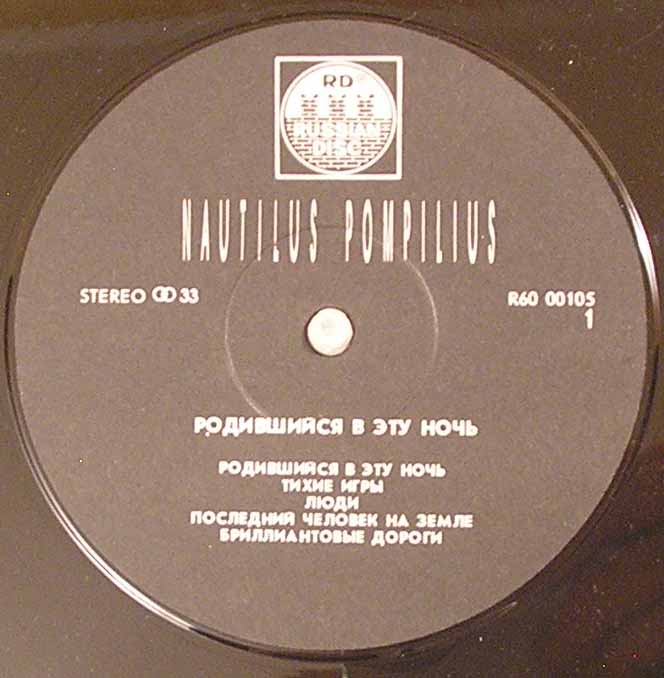 RD
RUSSIAN
DISC
NAUTILUS POMPILIUS
STEREO 33
R60 00105
1
РОДИВШИЙСЯ В ЭТУ НОЧЬ
РОДИВШИЙСЯ В ЭТУ НОЧЬ
ТИХИЕ ИГРЫ
ЛЮДИ
ПОСЛЕДНИЙ ЧЕЛОВЕК НА ЗЕМЛЕ
БРИЛЛИАНТОВЫЕ ДОРОГИ